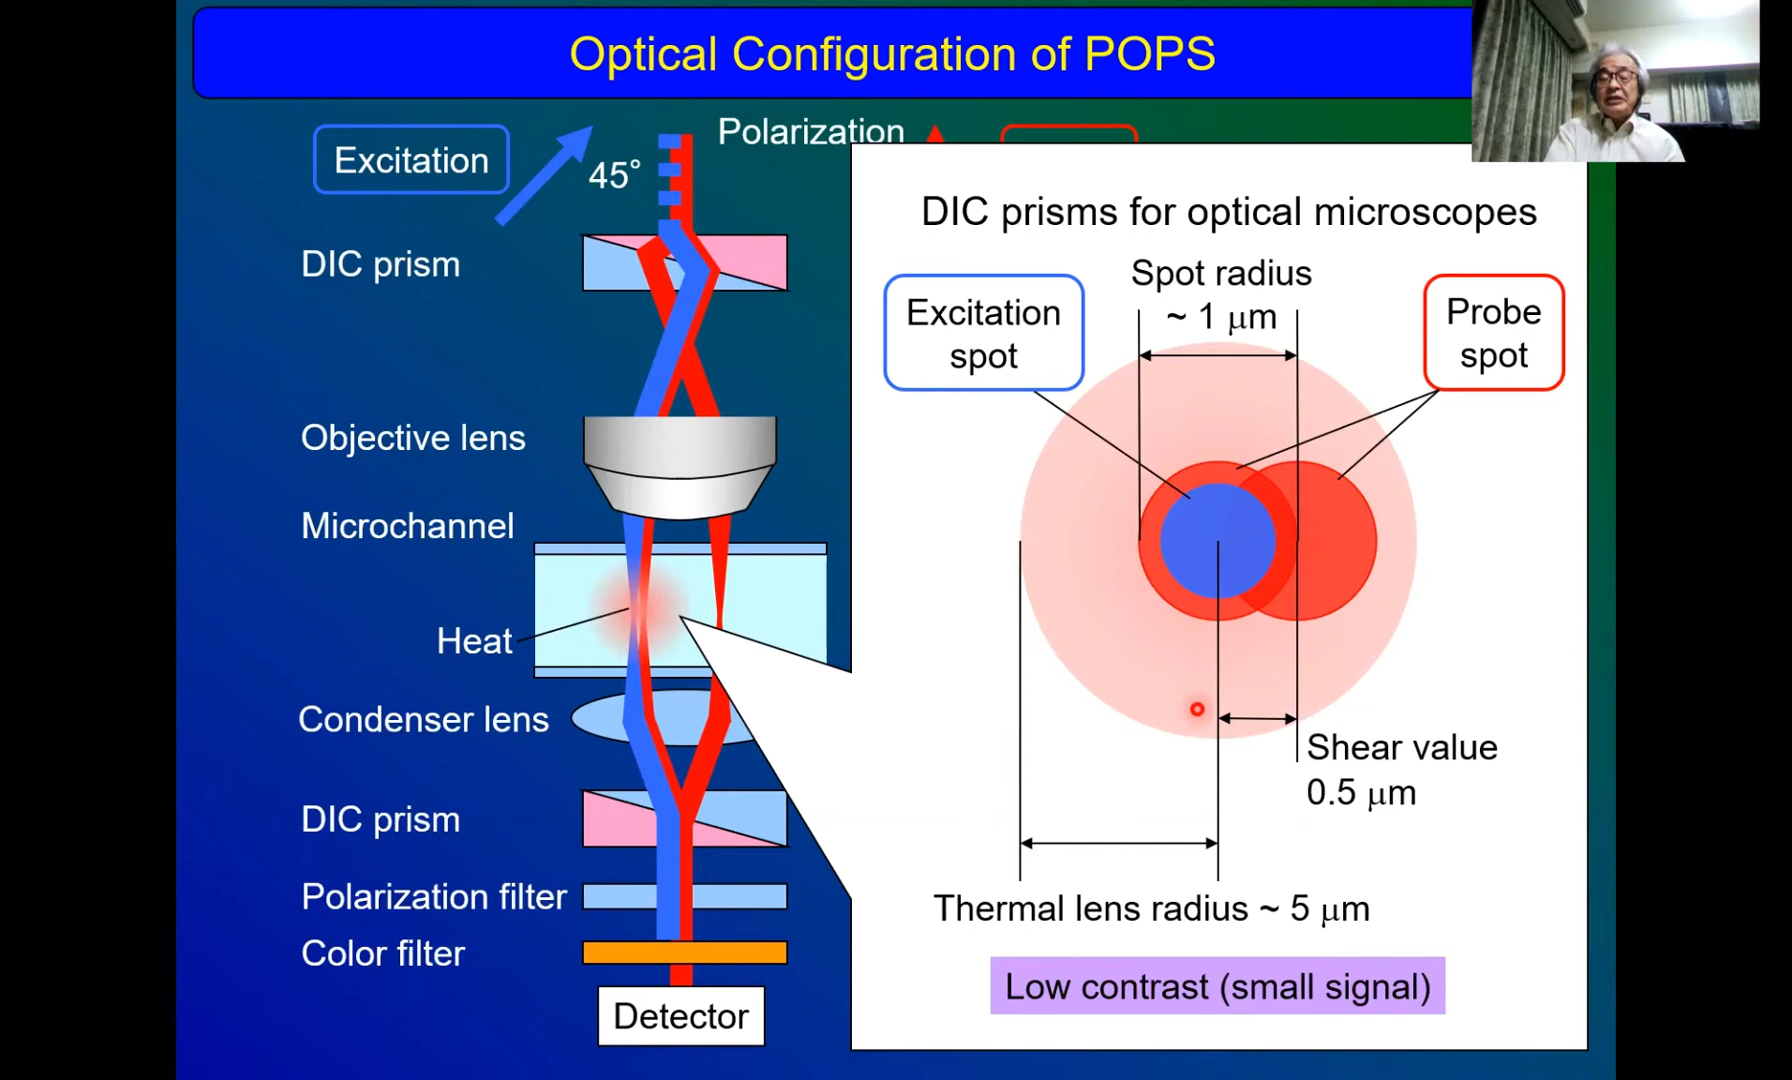 Optical Configuration of POPS
Excitation
45°
Polarization
DIC prism
Objective lens
Microchannel
Heat
Condenser lens
DIC prism
Polarization filter
Color filter
Detector
DIC prisms for optical microscopes
Spot radius
~ 1 μm
Excitation
spot
Probe
spot
Shear value
0.5 μm
Thermal lens radius ~ 5 μm
Low contrast (small signal)